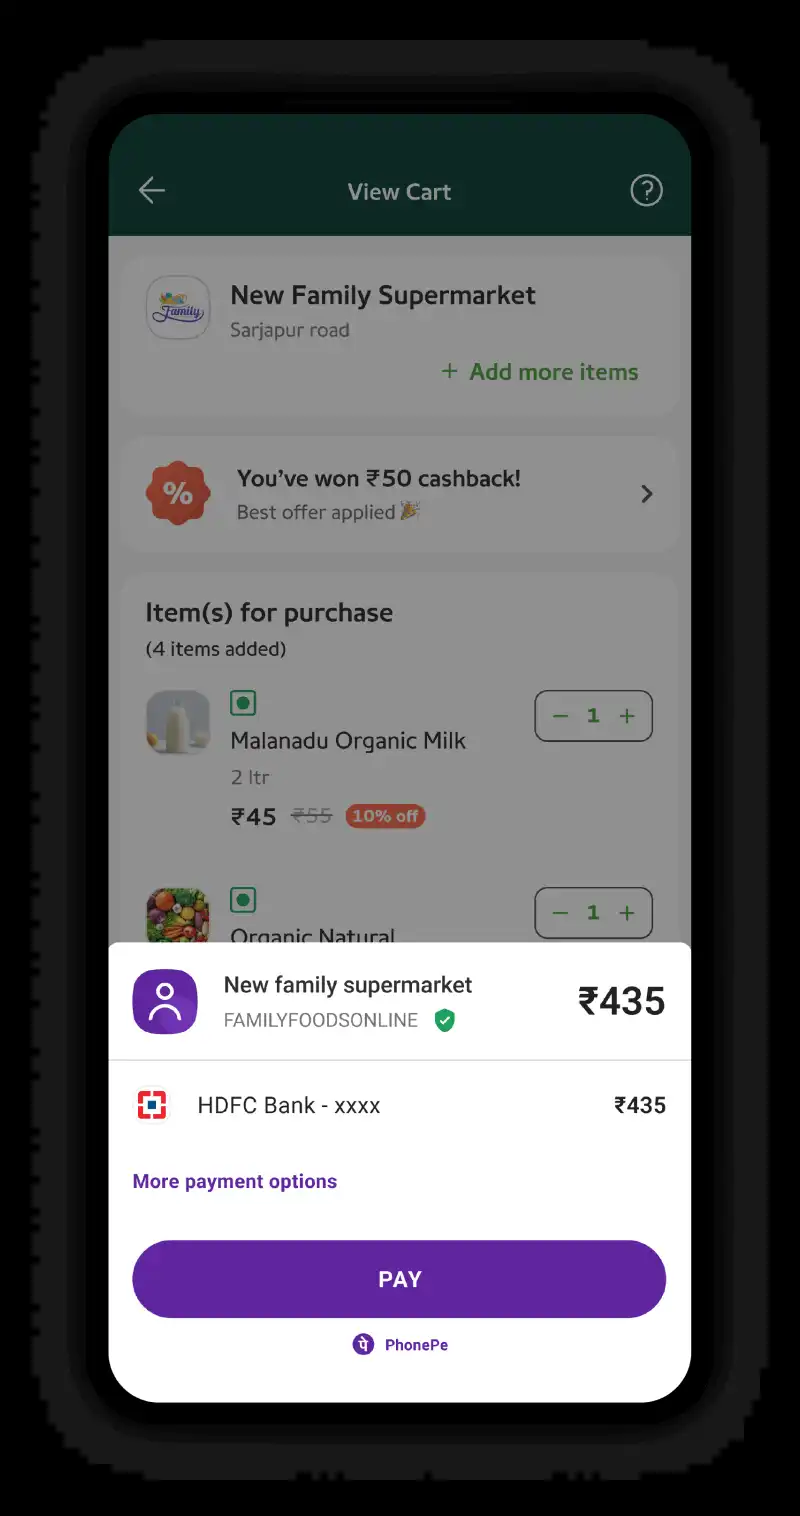 View Cart
?
Family
New Family Supermarket
Sarjapur road
+ Add more items
%
You’ve won ₹50 cashback!
Best offer applied
Item(s) for purchase
(4 items added)
− 1 +
Malanadu Organic Milk
2 ltr
₹45 ₹55 10% off
− 1 +
Organic Natural
New family supermarket
₹435
FAMILYFOODSONLINE
HDFC Bank - xxxx
₹435
More payment options
PAY
पे PhonePe